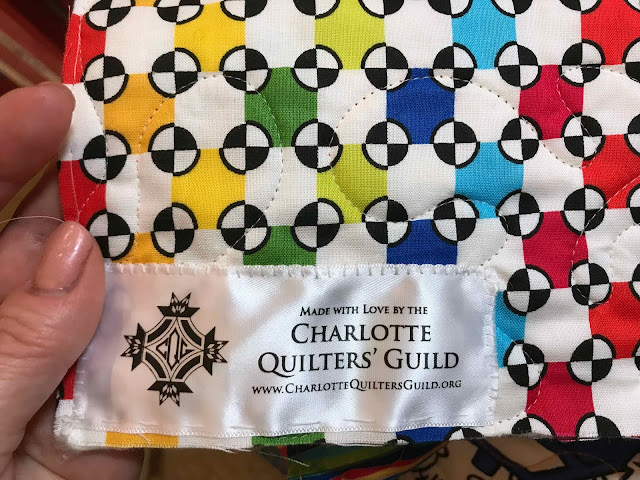 Made with Love by the
Charlotte
Quilters' Guild
www.CharlotteQuiltersGuild.org